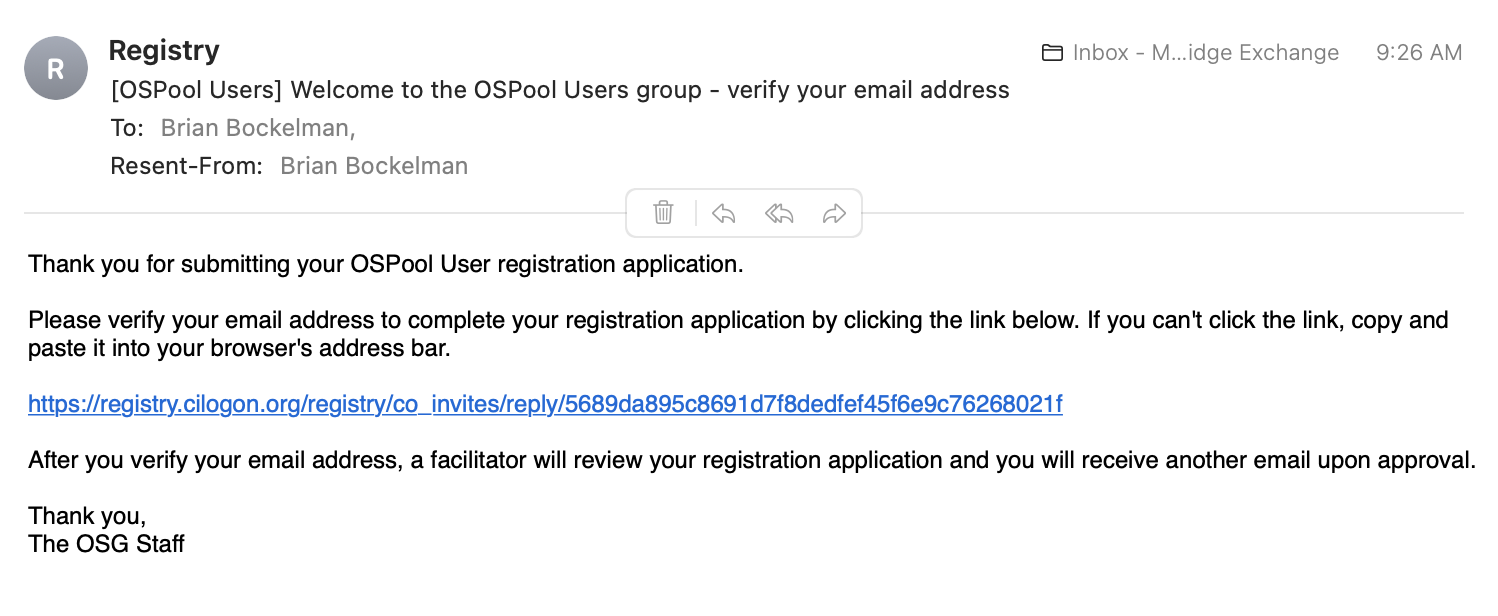 R
Registry
Inbox - M...idge Exchange 9:26 AM
[OSPool Users] Welcome to the OSPool Users group - verify your email address
To: Brian Bockelman,
Resent-From: Brian Bockelman
Thank you for submitting your OSPool User registration application.
Please verify your email address to complete your registration application by clicking the link below. If you can't click the link, copy and
paste it into your browser's address bar.
https://registry.cilogon.org/registry/co_invites/reply/5689da895c8691d7f8dedfef45f6e9c76268021f
After you verify your email address, a facilitator will review your registration application and you will receive another email upon approval.
Thank you,
The OSG Staff